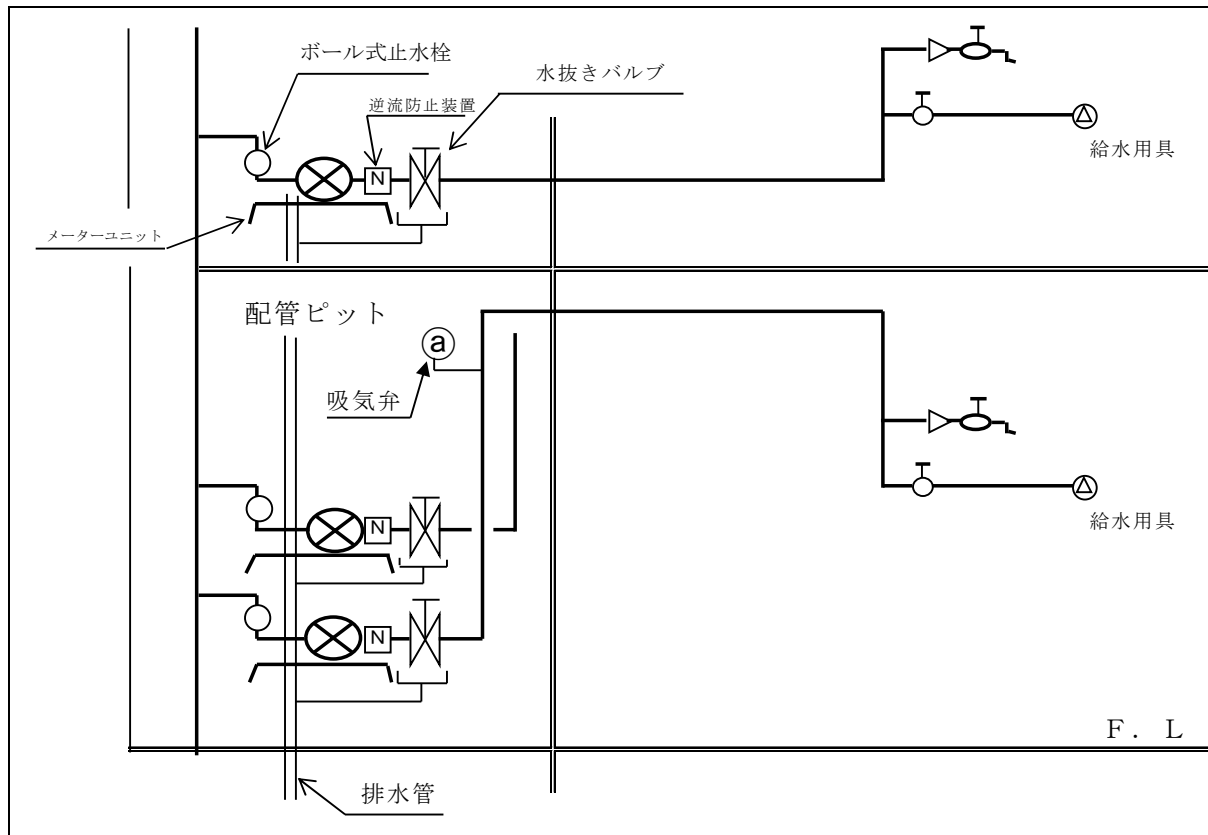 ボール式止水栓
水抜きバルブ
逆流防止装置
N
給水用具
メーターユニット
配管ピット
a
吸気弁
N
給水用具
N
F. L
排水管